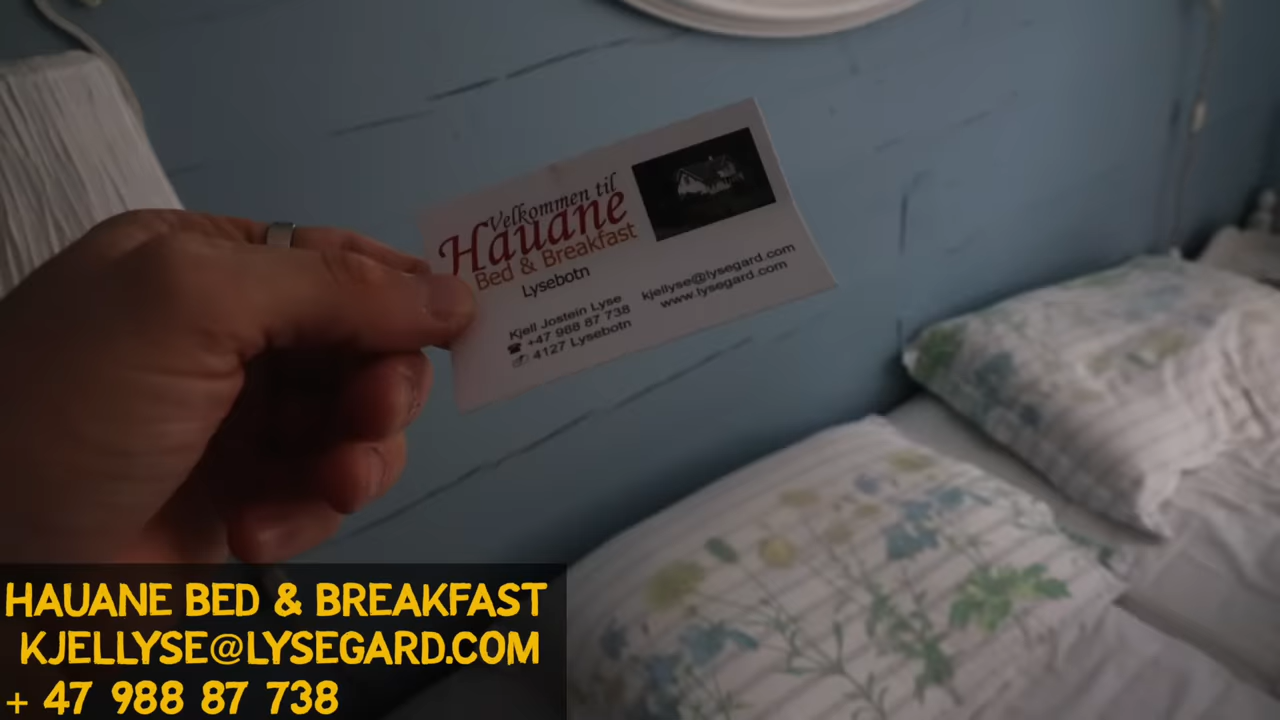 Velkommen til
Hauane
Bed & Breakfast
Lysebotn
Kjell Jostein Lyse
+47 988 87 738
4127 Lysebotn
kjellyse@lysegard.com
www.lysegard.com
HAUANE BED & BREAKFAST
KJELLYSE@LYSEGARD.COM
+ 47 988 87 738